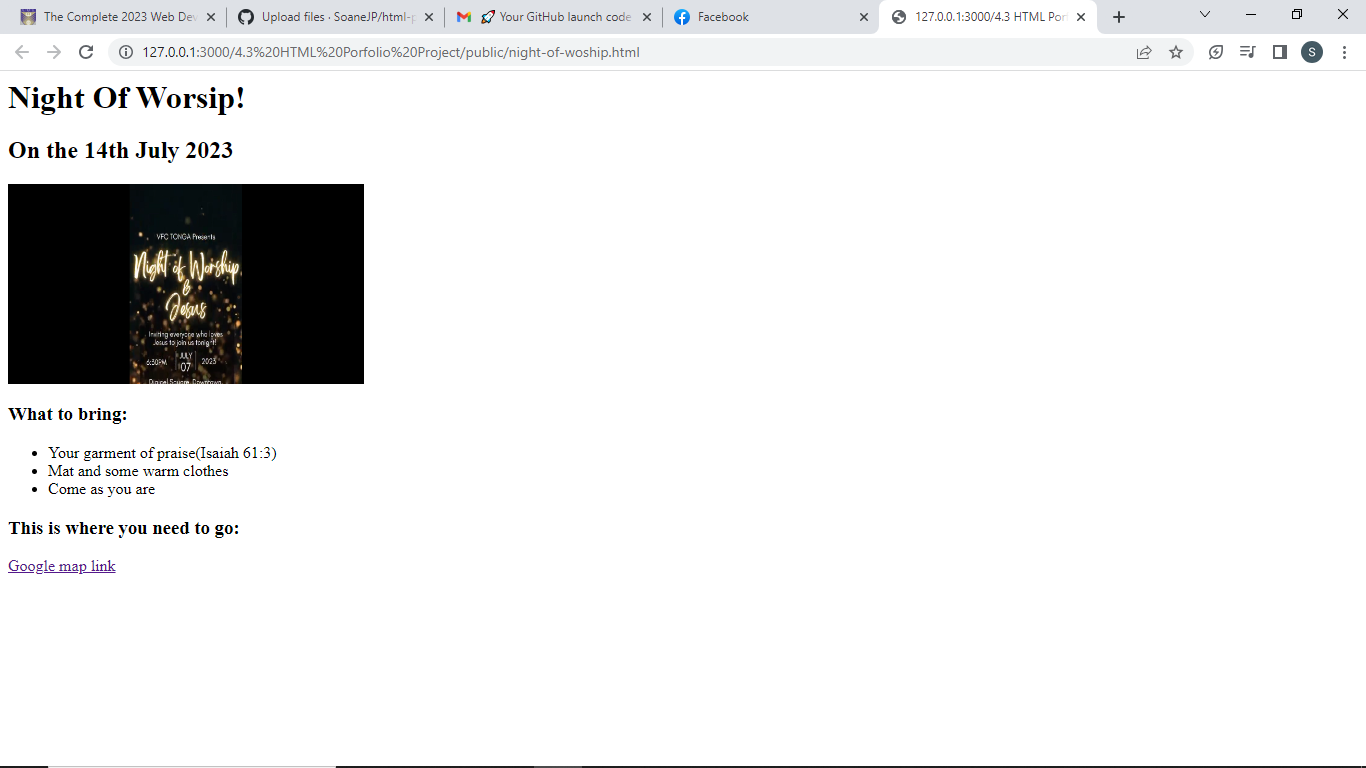 The Complete 2023 Web Dev
Upload files · SoaneJP/html-p
Your GitHub launch code
Facebook
127.0.0.1:3000/4.3 HTML Por
127.0.0.1:3000/4.3%20HTML%20Porfolio%20Project/public/night-of-woship.html
S
Night Of Worsip!
On the 14th July 2023
VFC TONGA Presents
Night of Worship
&
Jesus
Inviting everyone who loves
Jesus to join us tonight!
6:30PM
JULY
07
2023
Digicel Square, Downtown,
What to bring:
Your garment of praise(Isaiah 61:3)
Mat and some warm clothes
Come as you are
This is where you need to go:
Google map link